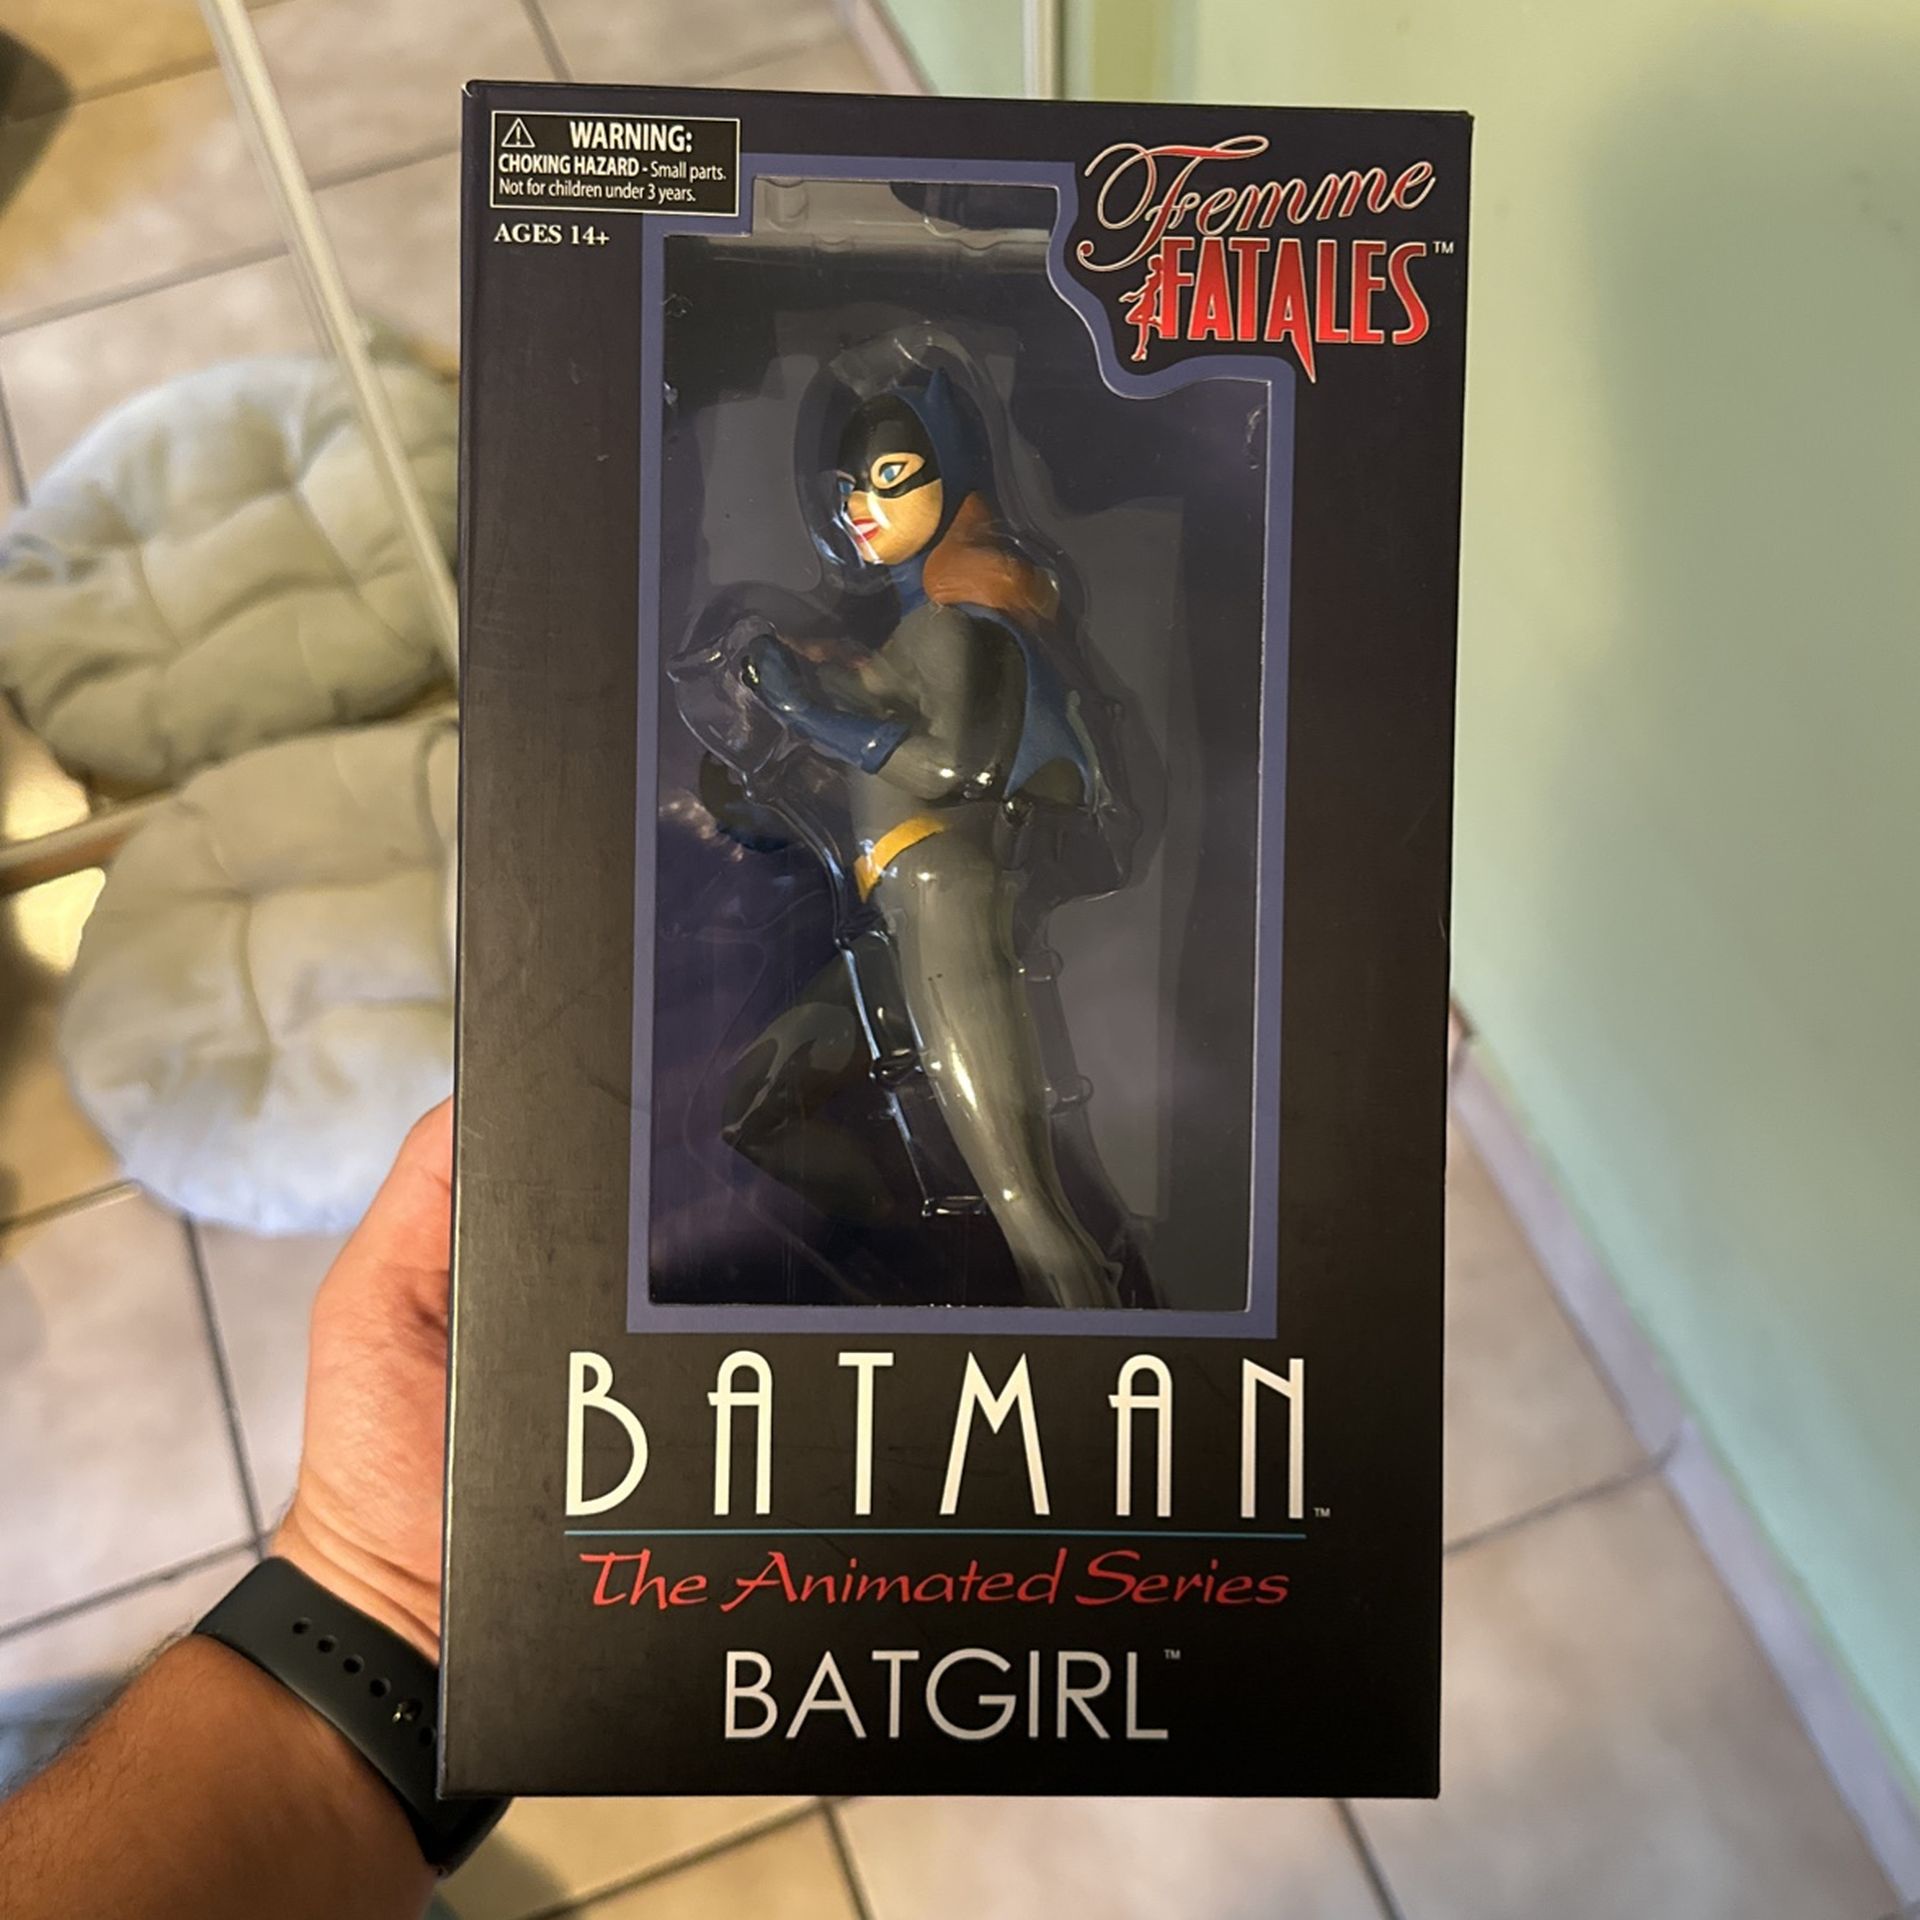 WARNING:
CHOKING HAZARD - Small parts.
Not for children under 3 years.
AGES 14+
Femme
FATALES™
BATMAN™
The Animated Series
BATGIRL™